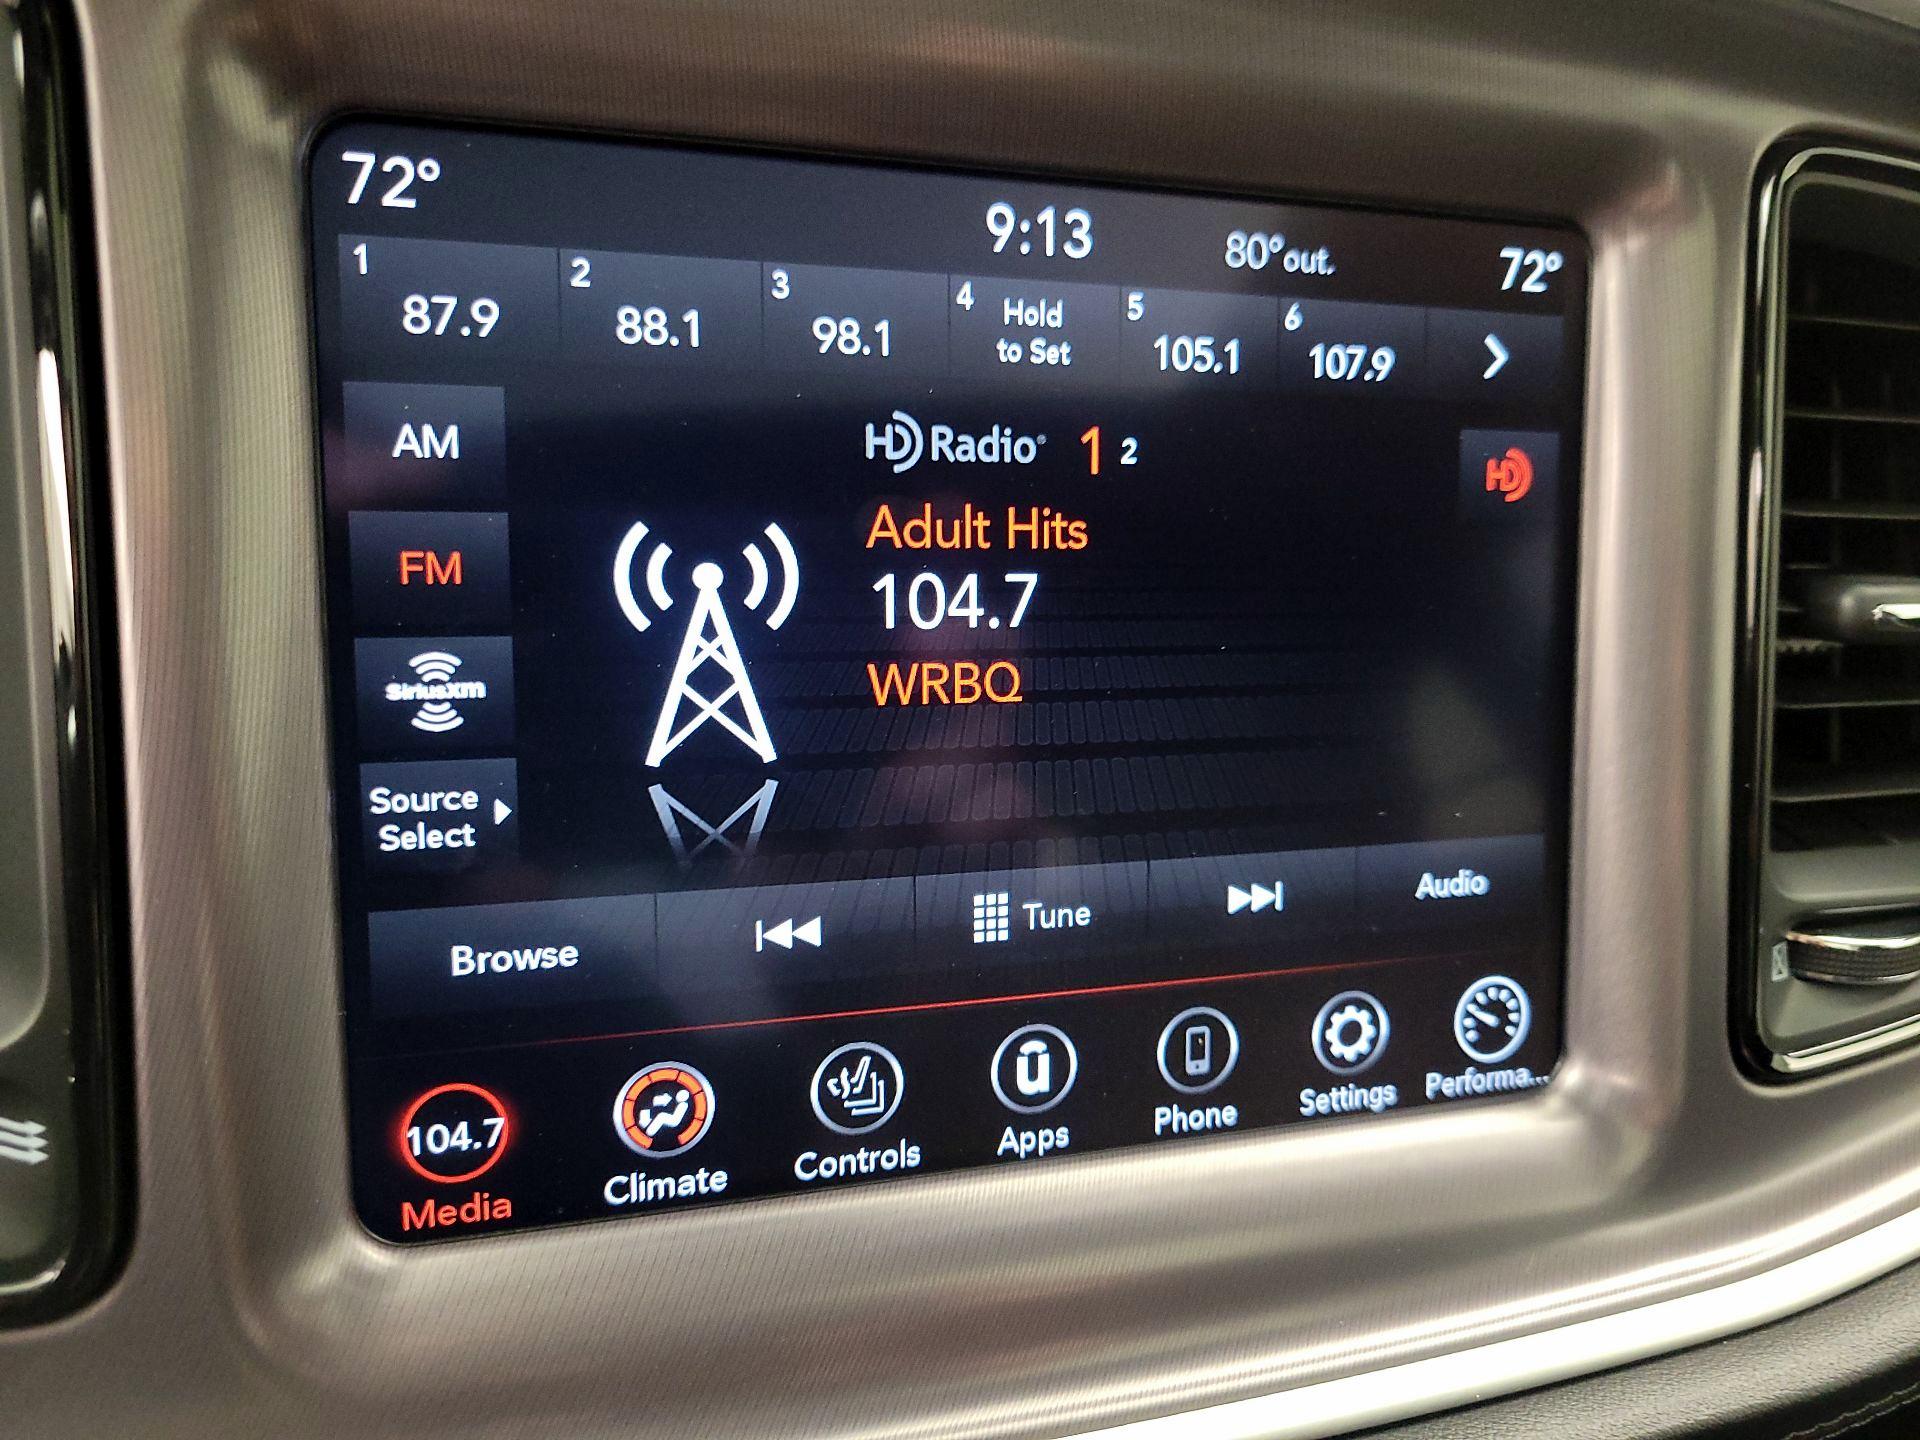 72°
9:13
80°out.
72°
1
87.9
2
88.1
3
98.1
4
Hold
to Set
5
105.1
6
107.9
AM
HD Radio® 1 2
HD
Adult Hits
FM
104.7
WRBQ
SiriusXM
Source
Select
Browse
Tune
Audio
104.7
Media
Climate
Controls
Apps
Phone
Settings
Performa...